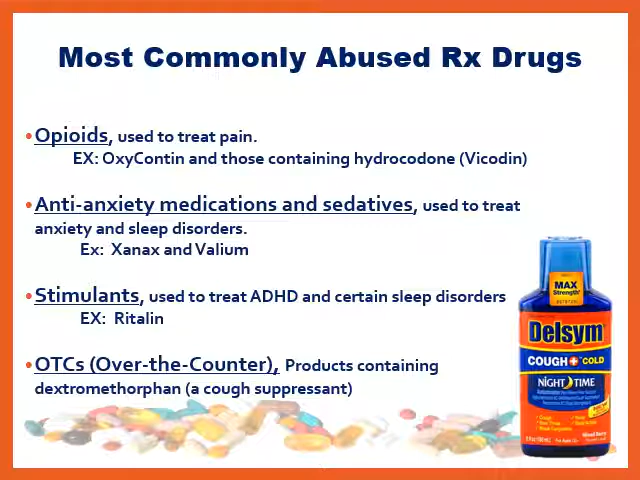 Most Commonly Abused Rx Drugs
•Opioids, used to treat pain.
EX: OxyContin and those containing hydrocodone (Vicodin)
•Anti-anxiety medications and sedatives, used to treat
anxiety and sleep disorders.
Ex: Xanax and Valium
•Stimulants, used to treat ADHD and certain sleep disorders
EX: Ritalin
•OTCs (Over-the-Counter), Products containing
dextromethorphan (a cough suppressant)
MAX
Strength*
Delsym
COUGH+ COLD
NIGHT TIME